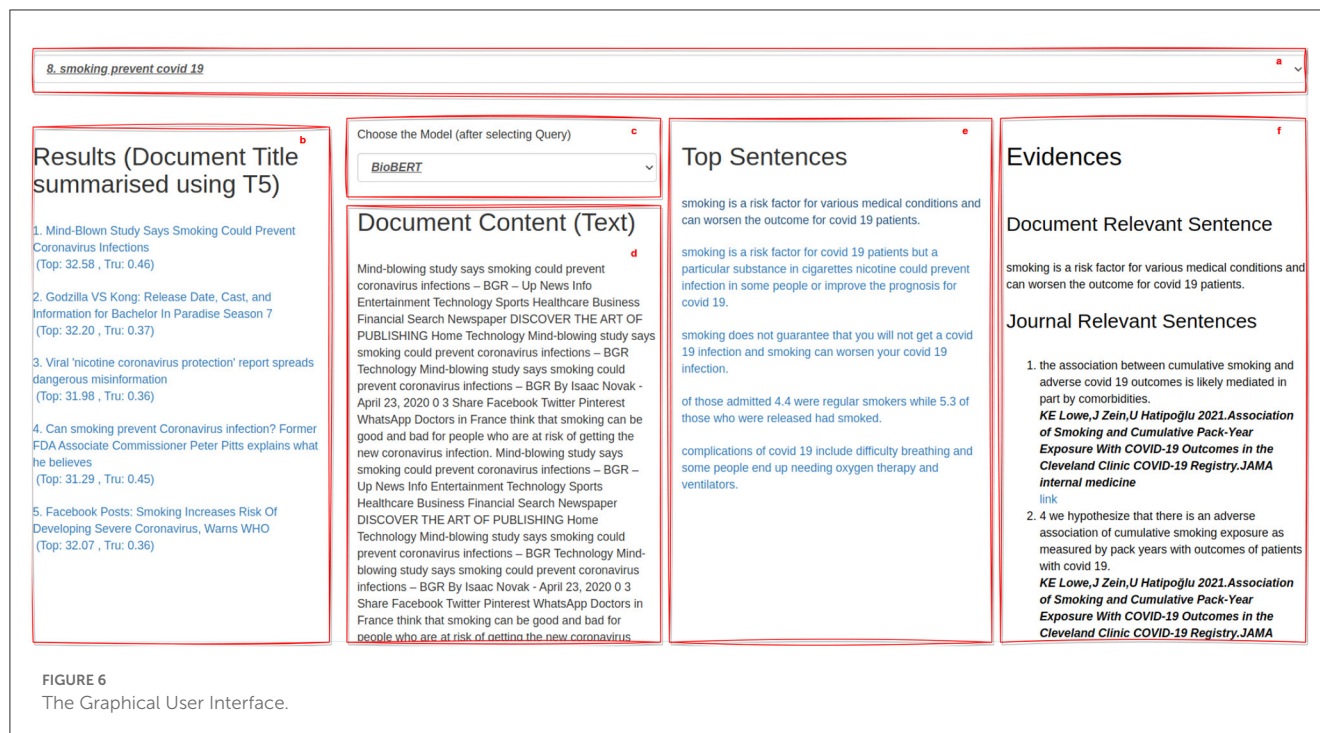 8. smoking prevent covid 19
a
b
Results (Document Title
summarised using T5)
1. Mind-Blown Study Says Smoking Could Prevent
Coronavirus Infections
(Top: 32.58 , Tru: 0.46)
2. Godzilla VS Kong: Release Date, Cast, and
Information for Bachelor In Paradise Season 7
(Top: 32.20 , Tru: 0.37)
3. Viral 'nicotine coronavirus protection' report spreads
dangerous misinformation
(Top: 31.98 , Tru: 0.36)
4. Can smoking prevent Coronavirus infection? Former
FDA Associate Commissioner Peter Pitts explains what
he believes
(Top: 31.29 , Tru: 0.45)
5. Facebook Posts: Smoking Increases Risk Of
Developing Severe Coronavirus, Warns WHO
(Top: 32.07 , Tru: 0.36)
Choose the Model (after selecting Query)
c
BioBERT
Document Content (Text)
d
Mind-blowing study says smoking could prevent
coronavirus infections – BGR – Up News Info
Entertainment Technology Sports Healthcare Business
Financial Search Newspaper DISCOVER THE ART OF
PUBLISHING Home Technology Mind-blowing study says
smoking could prevent coronavirus infections – BGR
Technology Mind-blowing study says smoking could
prevent coronavirus infections – BGR By Isaac Novak -
April 23, 2020 0 3 Share Facebook Twitter Pinterest
WhatsApp Doctors in France think that smoking can be
good and bad for people who are at risk of getting the
new coronavirus infection. Mind-blowing study says
smoking could prevent coronavirus infections – BGR –
Up News Info Entertainment Technology Sports
Healthcare Business Financial Search Newspaper
DISCOVER THE ART OF PUBLISHING Home
Technology Mind-blowing study says smoking could
prevent coronavirus infections – BGR Technology Mind-
blowing study says smoking could prevent coronavirus
infections – BGR By Isaac Novak - April 23, 2020 0 3
Share Facebook Twitter Pinterest WhatsApp Doctors in
France think that smoking can be good and bad for
people who are at risk of getting the new coronavirus
e
Top Sentences
smoking is a risk factor for various medical conditions and
can worsen the outcome for covid 19 patients.
smoking is a risk factor for covid 19 patients but a
particular substance in cigarettes nicotine could prevent
infection in some people or improve the prognosis for
covid 19.
smoking does not guarantee that you will not get a covid
19 infection and smoking can worsen your covid 19
infection.
of those admitted 4.4 were regular smokers while 5.3 of
those who were released had smoked.
complications of covid 19 include difficulty breathing and
some people end up needing oxygen therapy and
ventilators.
f
Evidences
Document Relevant Sentence
smoking is a risk factor for various medical conditions and
can worsen the outcome for covid 19 patients.
Journal Relevant Sentences
1. the association between cumulative smoking and
adverse covid 19 outcomes is likely mediated in
part by comorbidities.
KE Lowe,J Zein,U Hatipoğlu 2021.Association
of Smoking and Cumulative Pack-Year
Exposure With COVID-19 Outcomes in the
Cleveland Clinic COVID-19 Registry.JAMA
internal medicine
link
2. 4 we hypothesize that there is an adverse
association of cumulative smoking exposure as
measured by pack years with outcomes of patients
with covid 19.
KE Lowe,J Zein,U Hatipoğlu 2021.Association
of Smoking and Cumulative Pack-Year
Exposure With COVID-19 Outcomes in the
Cleveland Clinic COVID-19 Registry.JAMA
FIGURE 6
The Graphical User Interface.